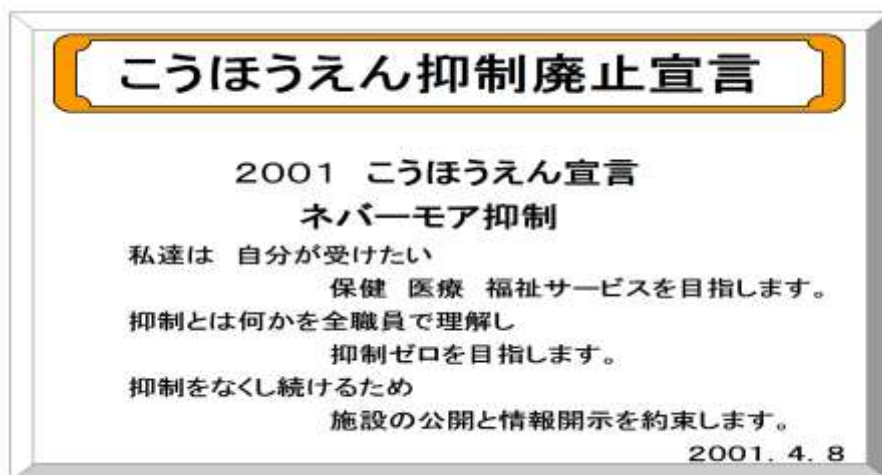 こうほうえん抑制廃止宣言
2001　こうほうえん宣言
ネバーモア抑制
私達は　自分が受けたい
保健　医療　福祉サービスを目指します。
抑制とは何かを全職員で理解し
抑制ゼロを目指します。
抑制をなくし続けるため
施設の公開と情報開示を約束します。
2001．4．8